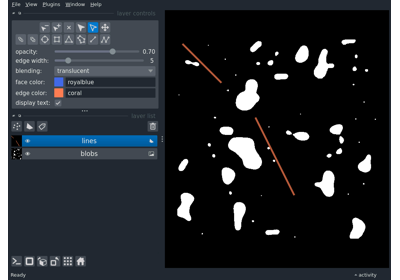 File View Plugins Window Help
layer controls
opacity: 0.70
edge width: 5
blending: translucent
face color: royalblue
edge color: coral
display text:
layer list
lines
blobs
Ready
activity